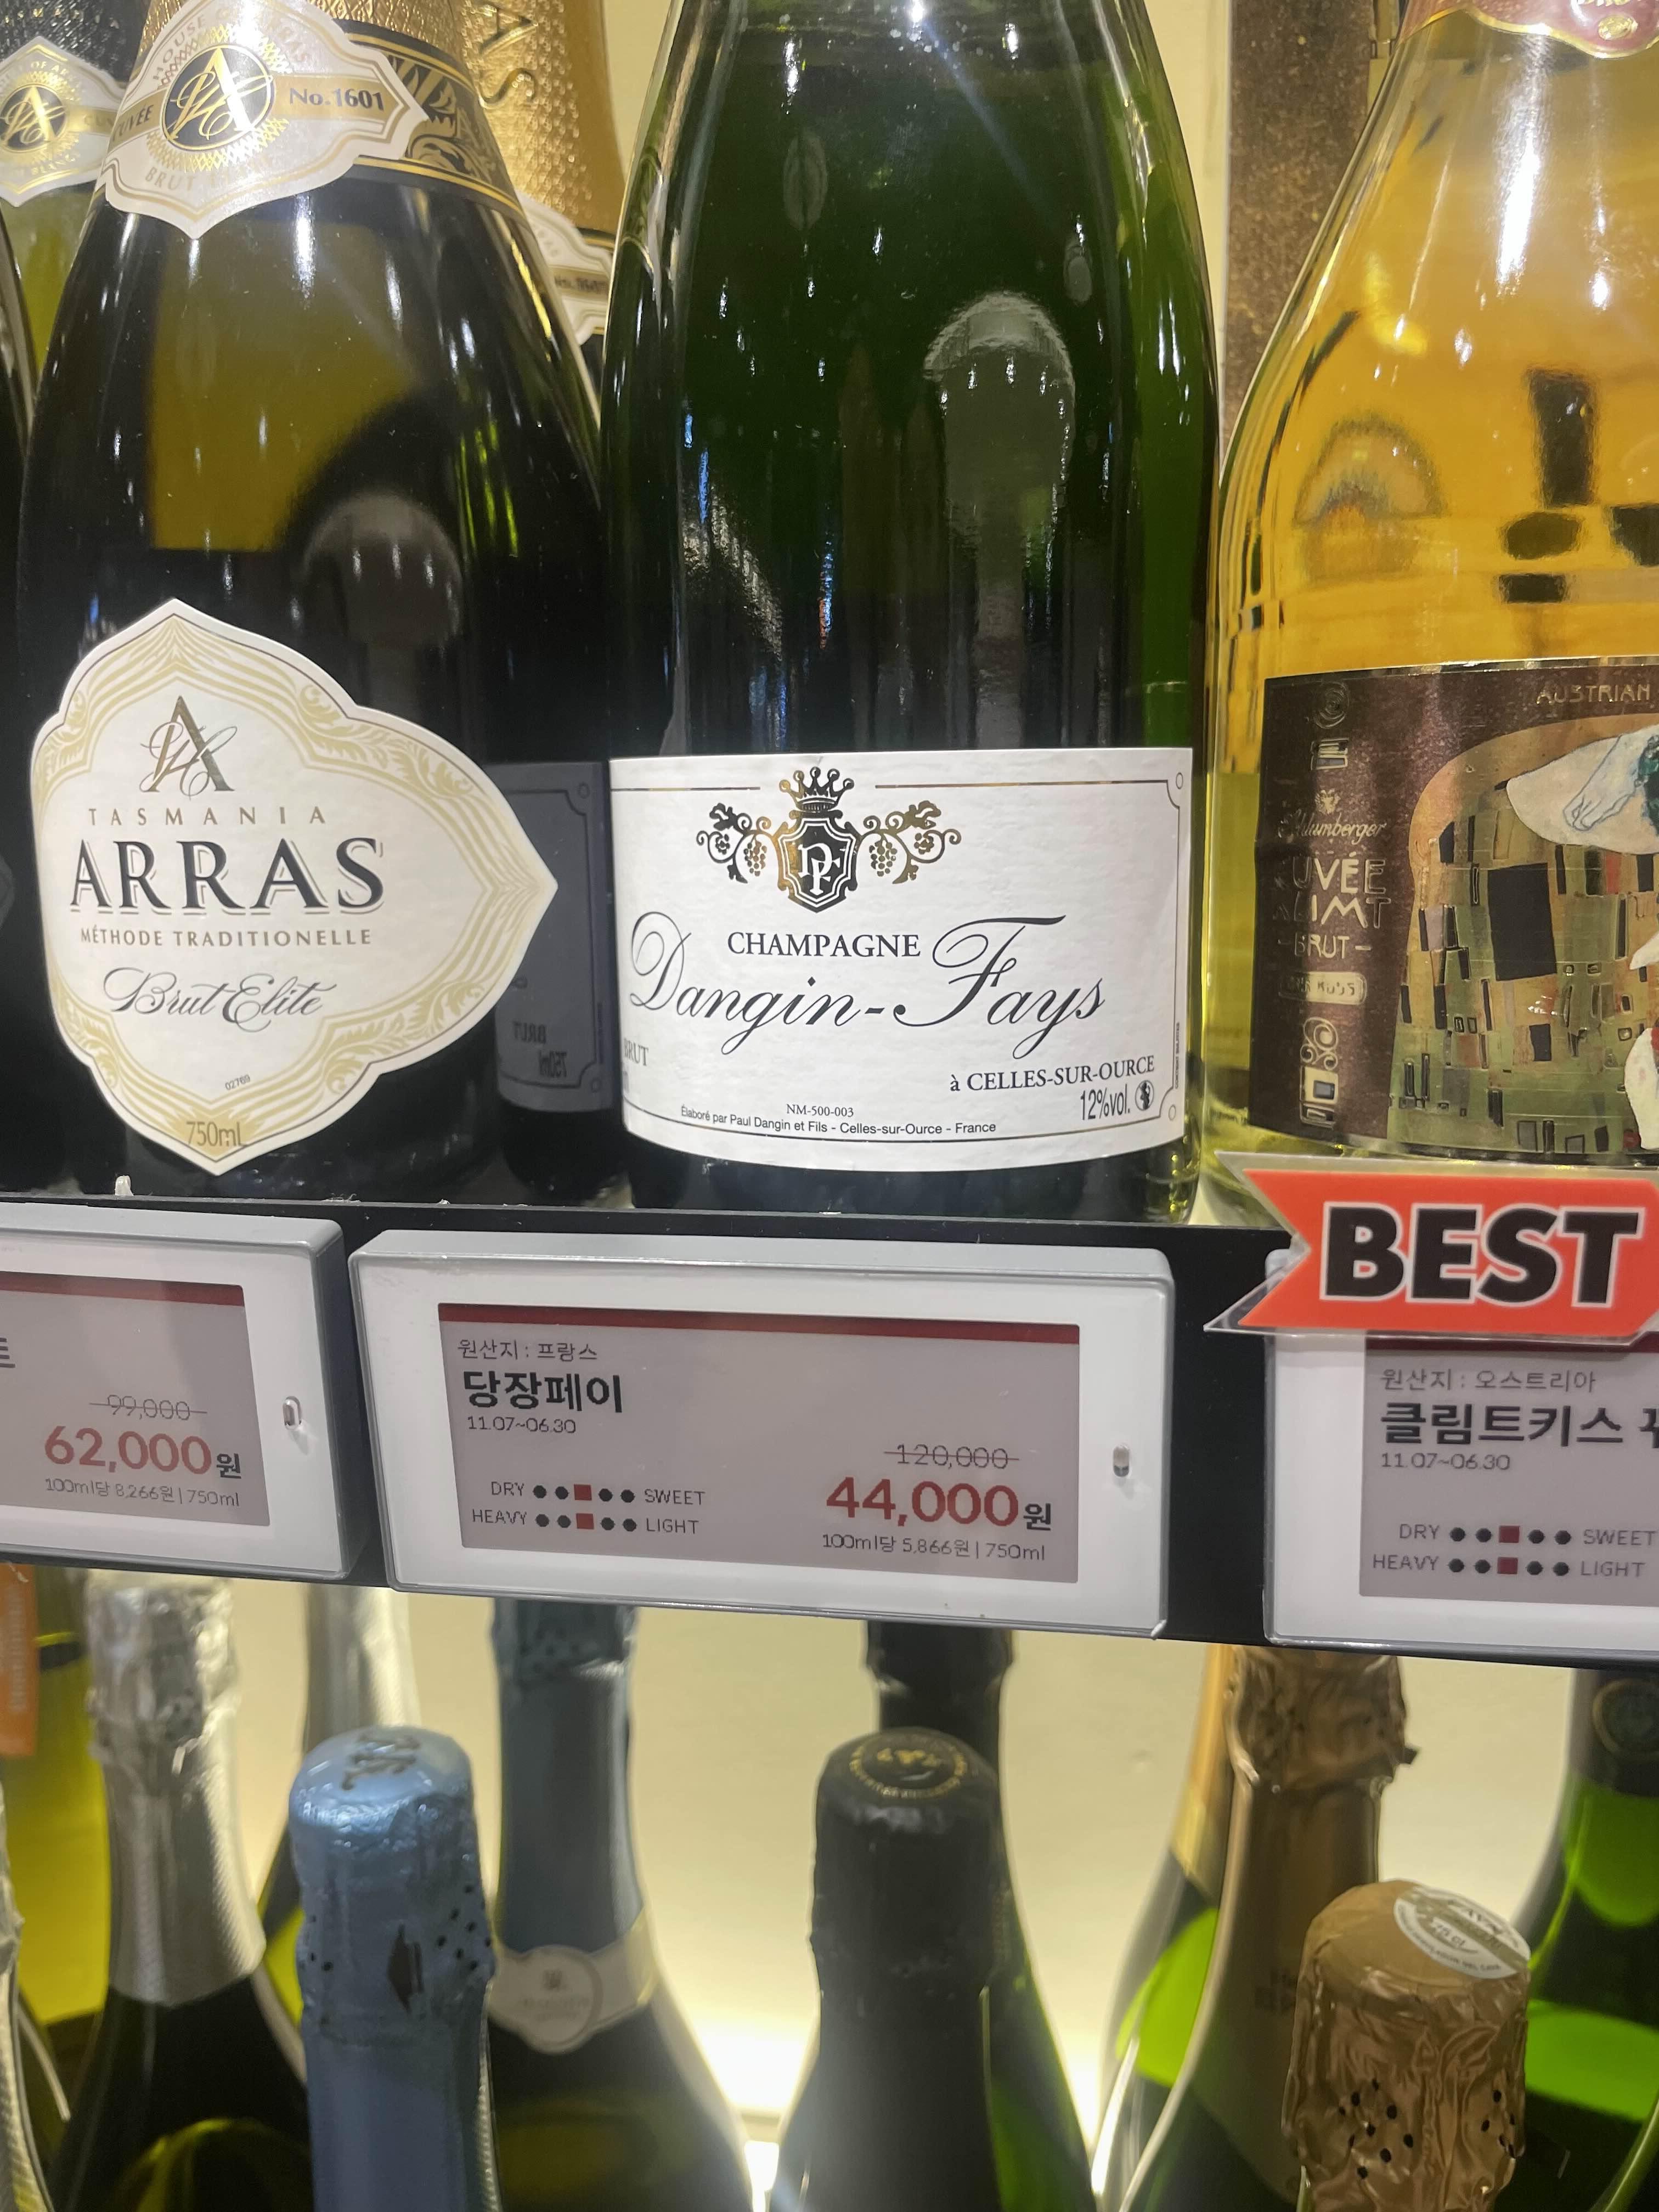 No.1601
TASMANIA
ARRAS
MÉTHODE TRADITIONELLE
Brut Elite
02769
750ml
DF
CHAMPAGNE
Dangin-Fays
BRUT
à CELLES-SUR-OURCE
12%vol.
NM-500-003
Élaboré par Paul Dangin et Fils - Celles-sur-Ource - France
AUSTRIAN
Schlumberger
CUVÉE
KLIMT
-BRUT-
BEST
트
99,000
62,000원
100ml당 8,266원 | 750ml
원산지 : 프랑스
당장페이
11.07~06.30
120,000
DRY SWEET
44,000원
HEAVY LIGHT
100ml당 5,866원 | 750ml
원산지 : 오스트리아
클림트키스
11.07~06.30
DRY SWEET
HEAVY LIGHT